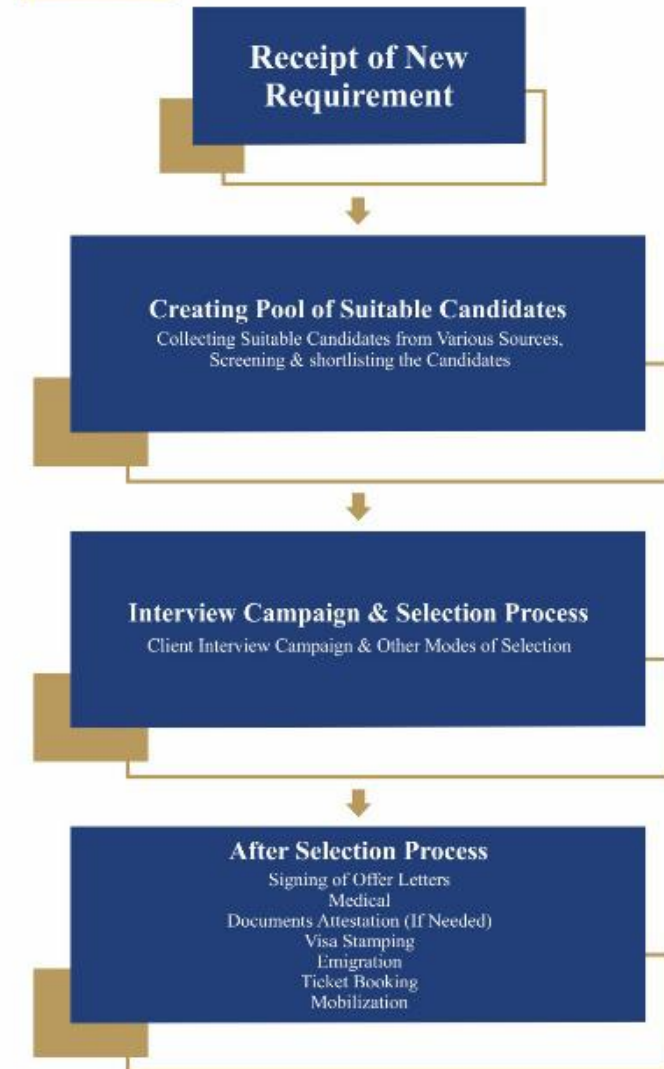 Receipt of New
Requirement
Creating Pool of Suitable Candidates
Collecting Suitable Candidates from Various Sources,
Screening & shortlisting the Candidates
Interview Campaign & Selection Process
Client Interview Campaign & Other Modes of Selection
After Selection Process
Signing of Offer Letters
Medical
Documents Attestation (If Needed)
Visa Stamping
Emigration
Ticket Booking
Mobilization